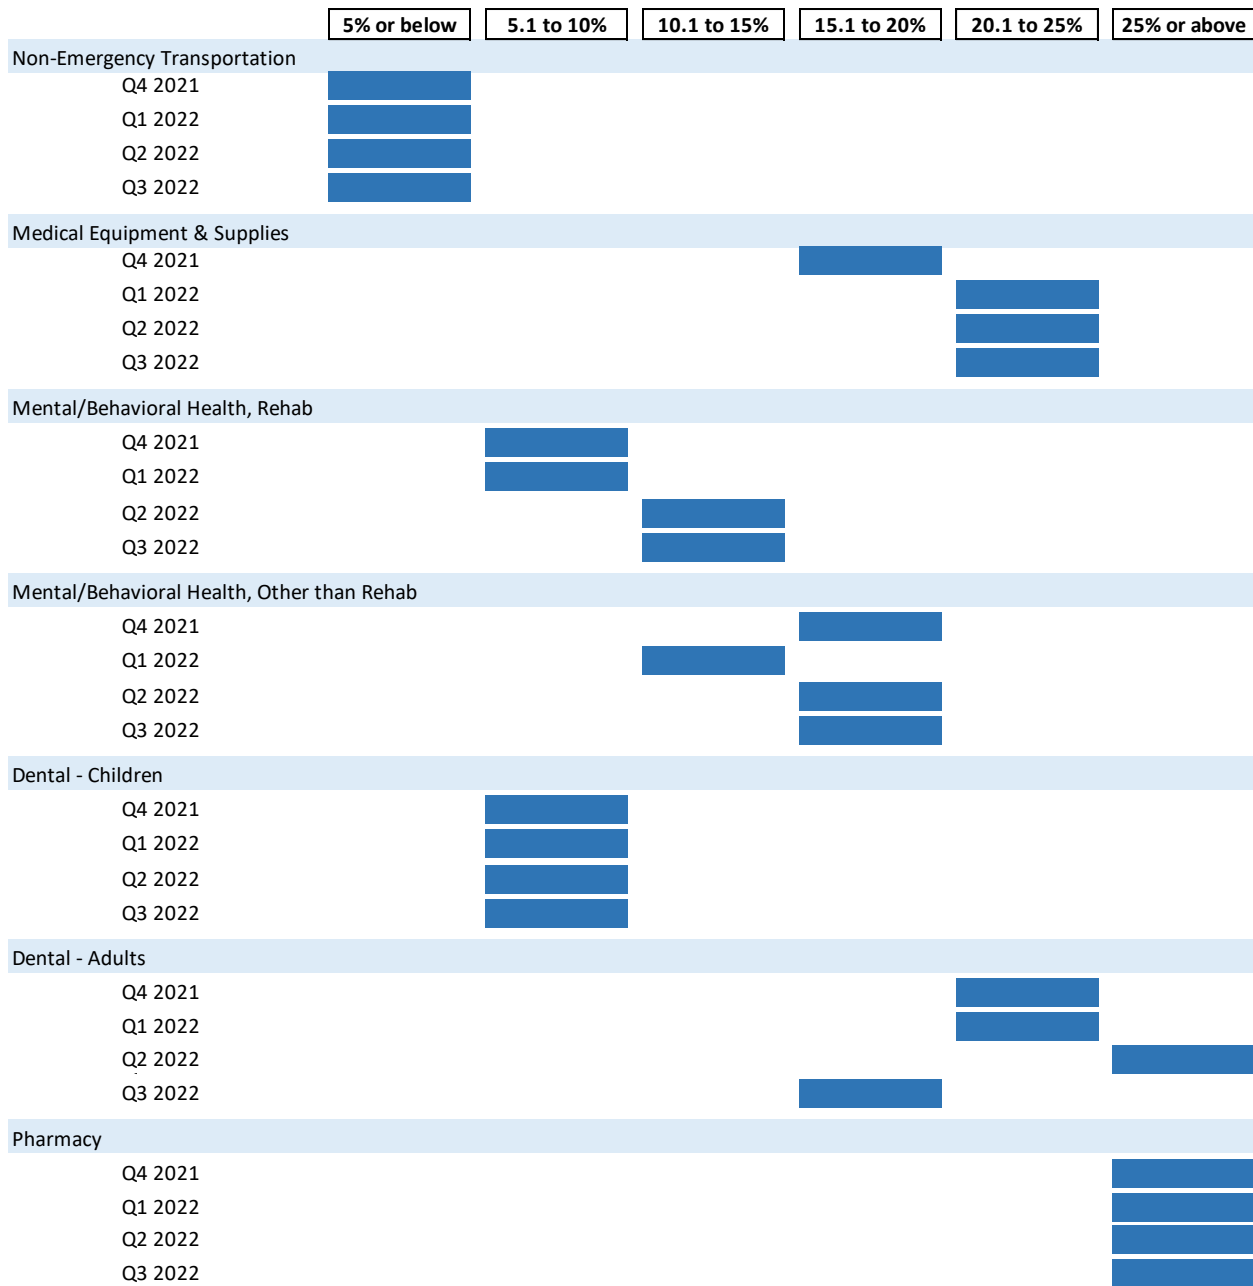 5% or below 5.1 to 10% 10.1 to 15% 15.1 to 20% 20.1 to 25% 25% or above
Non-Emergency Transportation
Q4 2021
Q1 2022
Q2 2022
Q3 2022
Medical Equipment & Supplies
Q4 2021
Q1 2022
Q2 2022
Q3 2022
Mental/Behavioral Health, Rehab
Q4 2021
Q1 2022
Q2 2022
Q3 2022
Mental/Behavioral Health, Other than Rehab
Q4 2021
Q1 2022
Q2 2022
Q3 2022
Dental - Children
Q4 2021
Q1 2022
Q2 2022
Q3 2022
Dental - Adults
Q4 2021
Q1 2022
Q2 2022
Q3 2022
Pharmacy
Q4 2021
Q1 2022
Q2 2022
Q3 2022